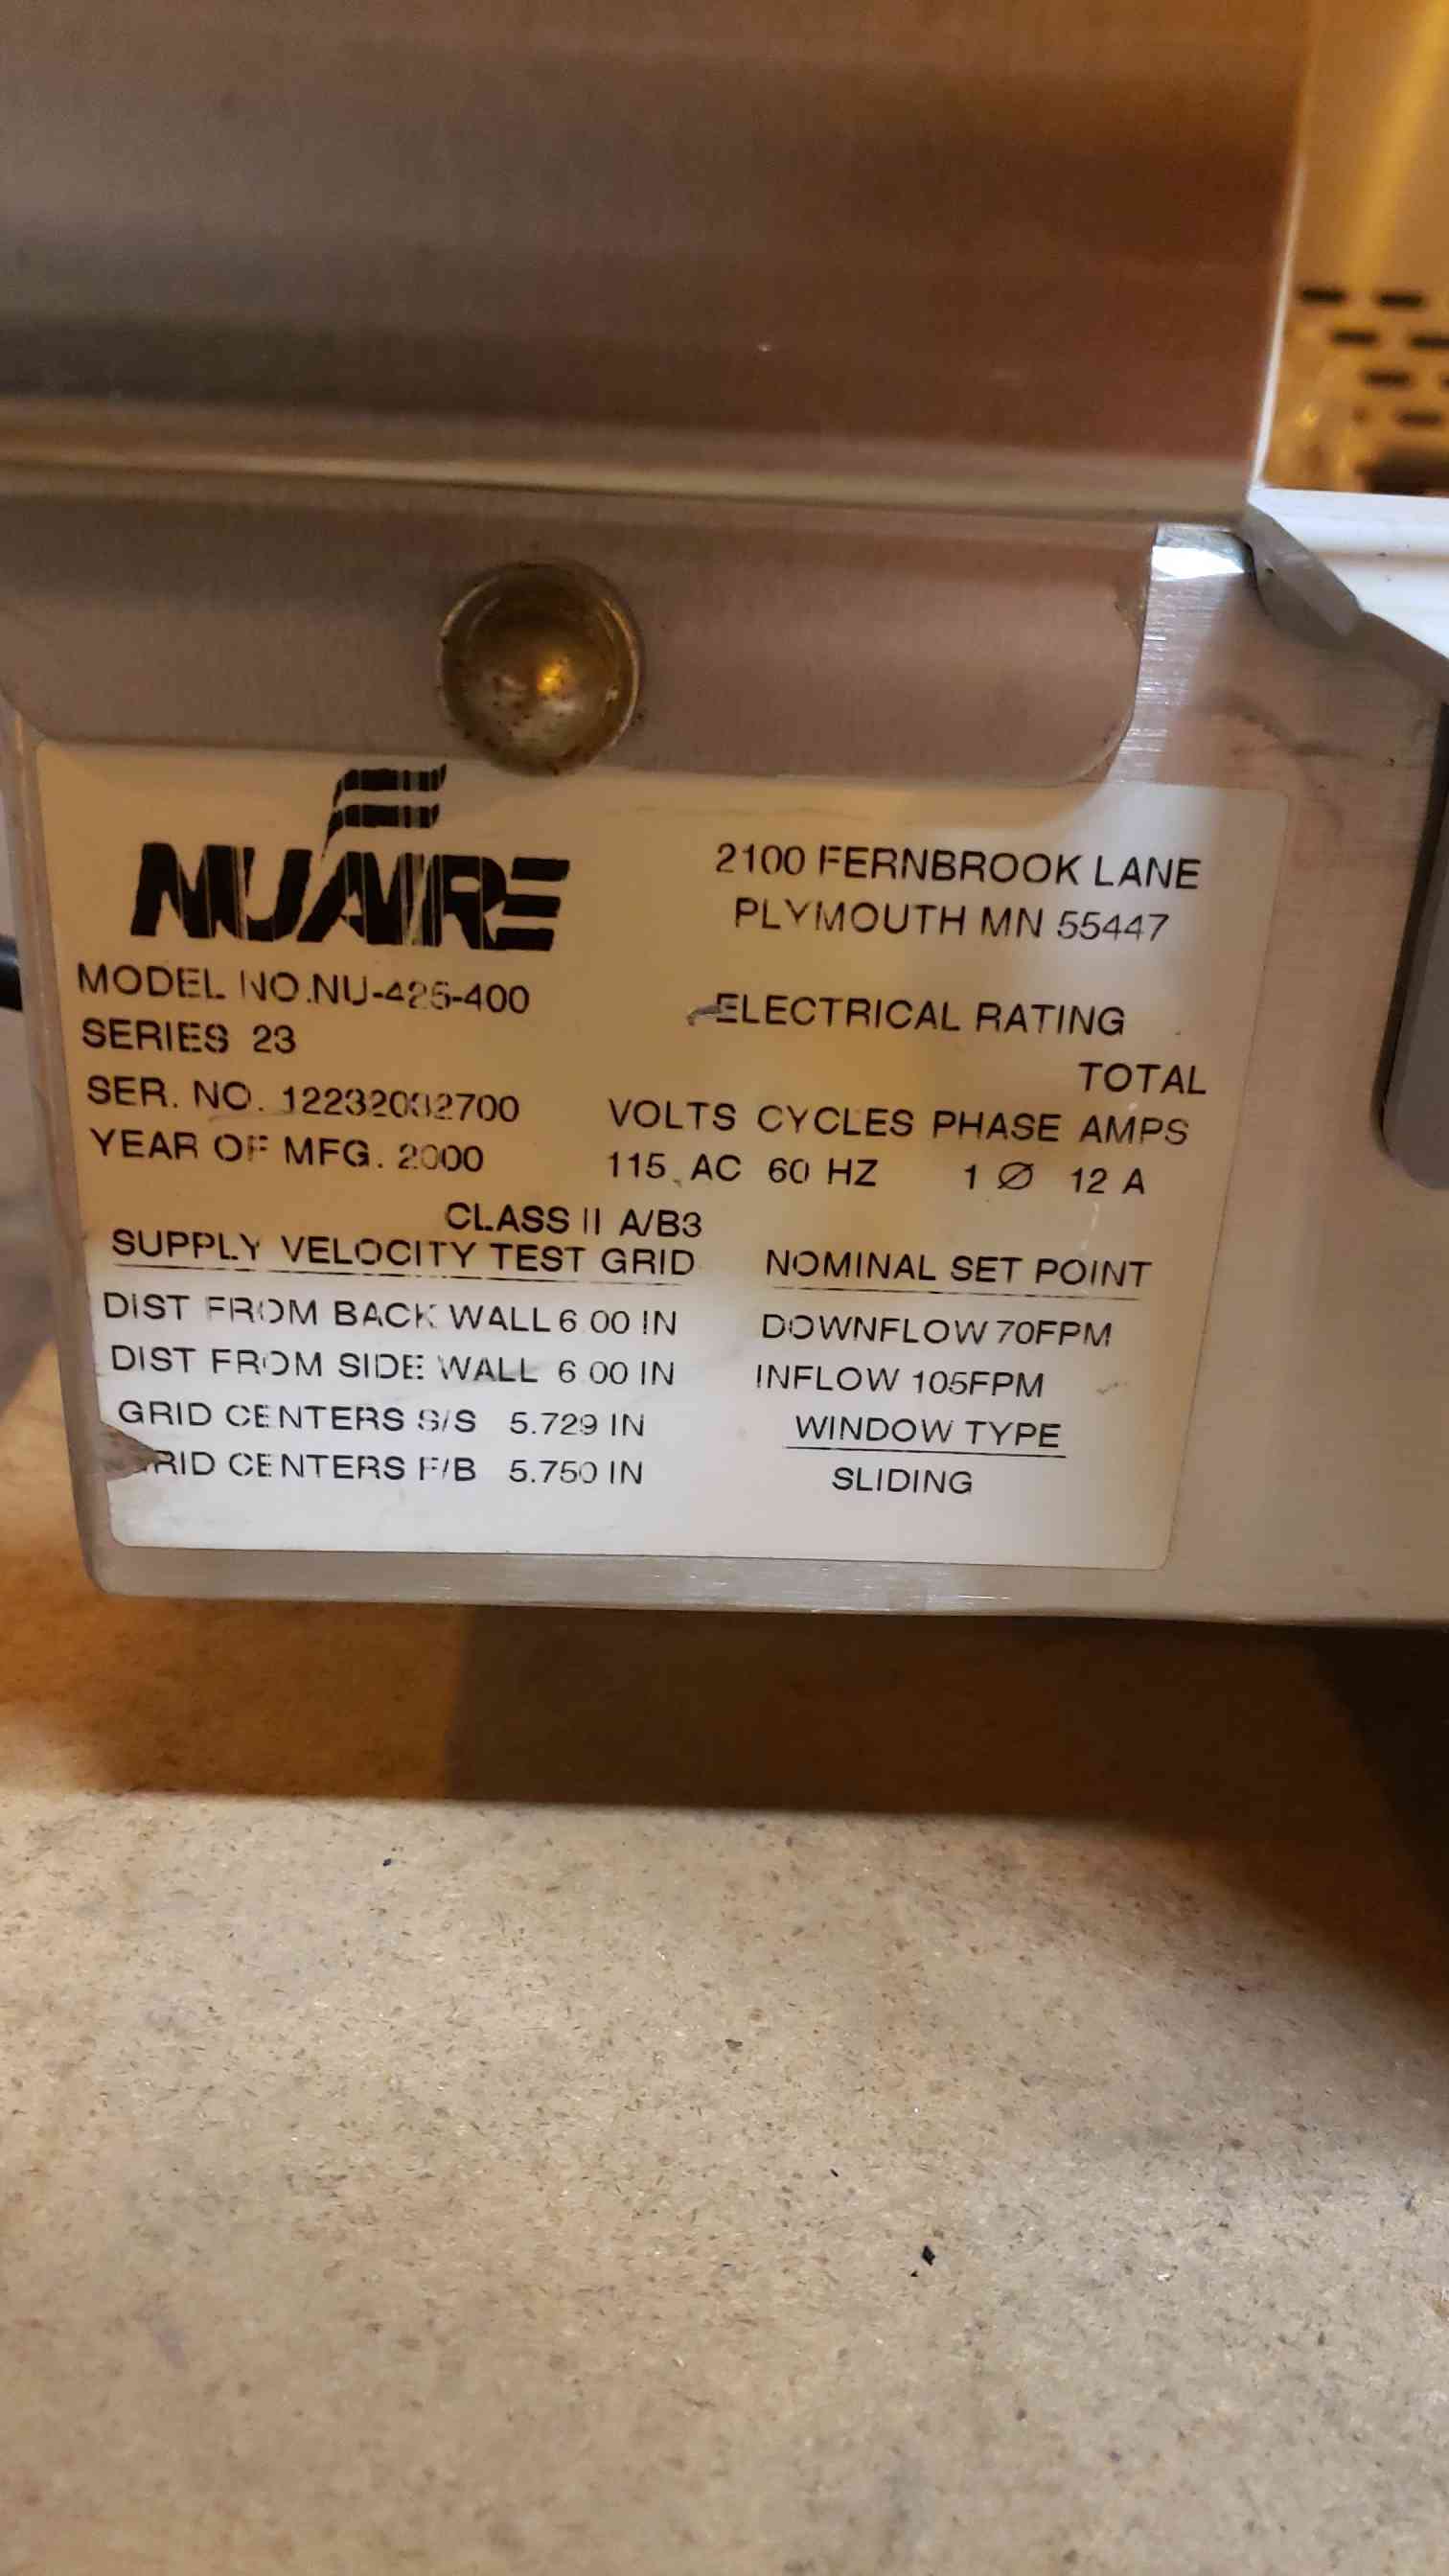 NUAIRE
2100 FERNBROOK LANE
PLYMOUTH MN 55447
MODEL NO.NU-425-400
SERIES 23
SER. NO. 12232002700
YEAR OF MFG. 2000
ELECTRICAL RATING
TOTAL
VOLTS CYCLES PHASE AMPS
115 AC 60 HZ 1 Ø 12 A
CLASS II A/B3
SUPPLY VELOCITY TEST GRID
DIST FROM BACK WALL 6.00 IN
DIST FROM SIDE WALL 6.00 IN
GRID CENTERS S/S 5.729 IN
GRID CENTERS F/B 5.750 IN
NOMINAL SET POINT
DOWNFLOW 70FPM
INFLOW 105FPM
WINDOW TYPE
SLIDING